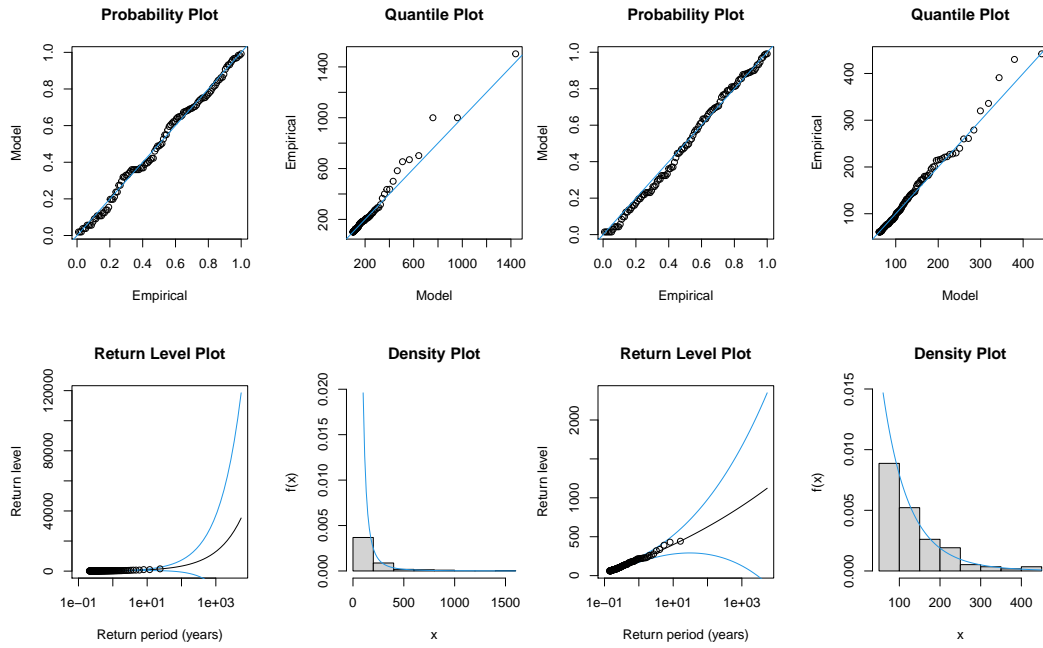 Probability Plot
Model
0.0 0.2 0.4 0.6 0.8 1.0
0.0 0.2 0.4 0.6 0.8 1.0
Empirical
Quantile Plot
Empirical
200 600 1000 1400
200 400 600 800 1000 1400
Model
Probability Plot
Model
0.0 0.2 0.4 0.6 0.8 1.0
0.0 0.2 0.4 0.6 0.8 1.0
Empirical
Quantile Plot
Empirical
100 200 300 400
100 200 300 400
Model
Return Level Plot
Return level
0 40000 80000 120000
1e−01 1e+01 1e+03
Return period (years)
Density Plot
f(x)
0.000 0.005 0.010 0.015 0.020
0 500 1000 1500
x
Return Level Plot
Return level
0 500 1000 2000
1e−01 1e+01 1e+03
Return period (years)
Density Plot
f(x)
0.000 0.005 0.010 0.015
100 200 300 400
x